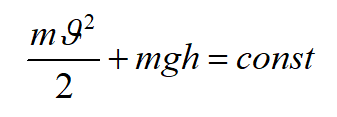 mϑ²/2 + mgh = const